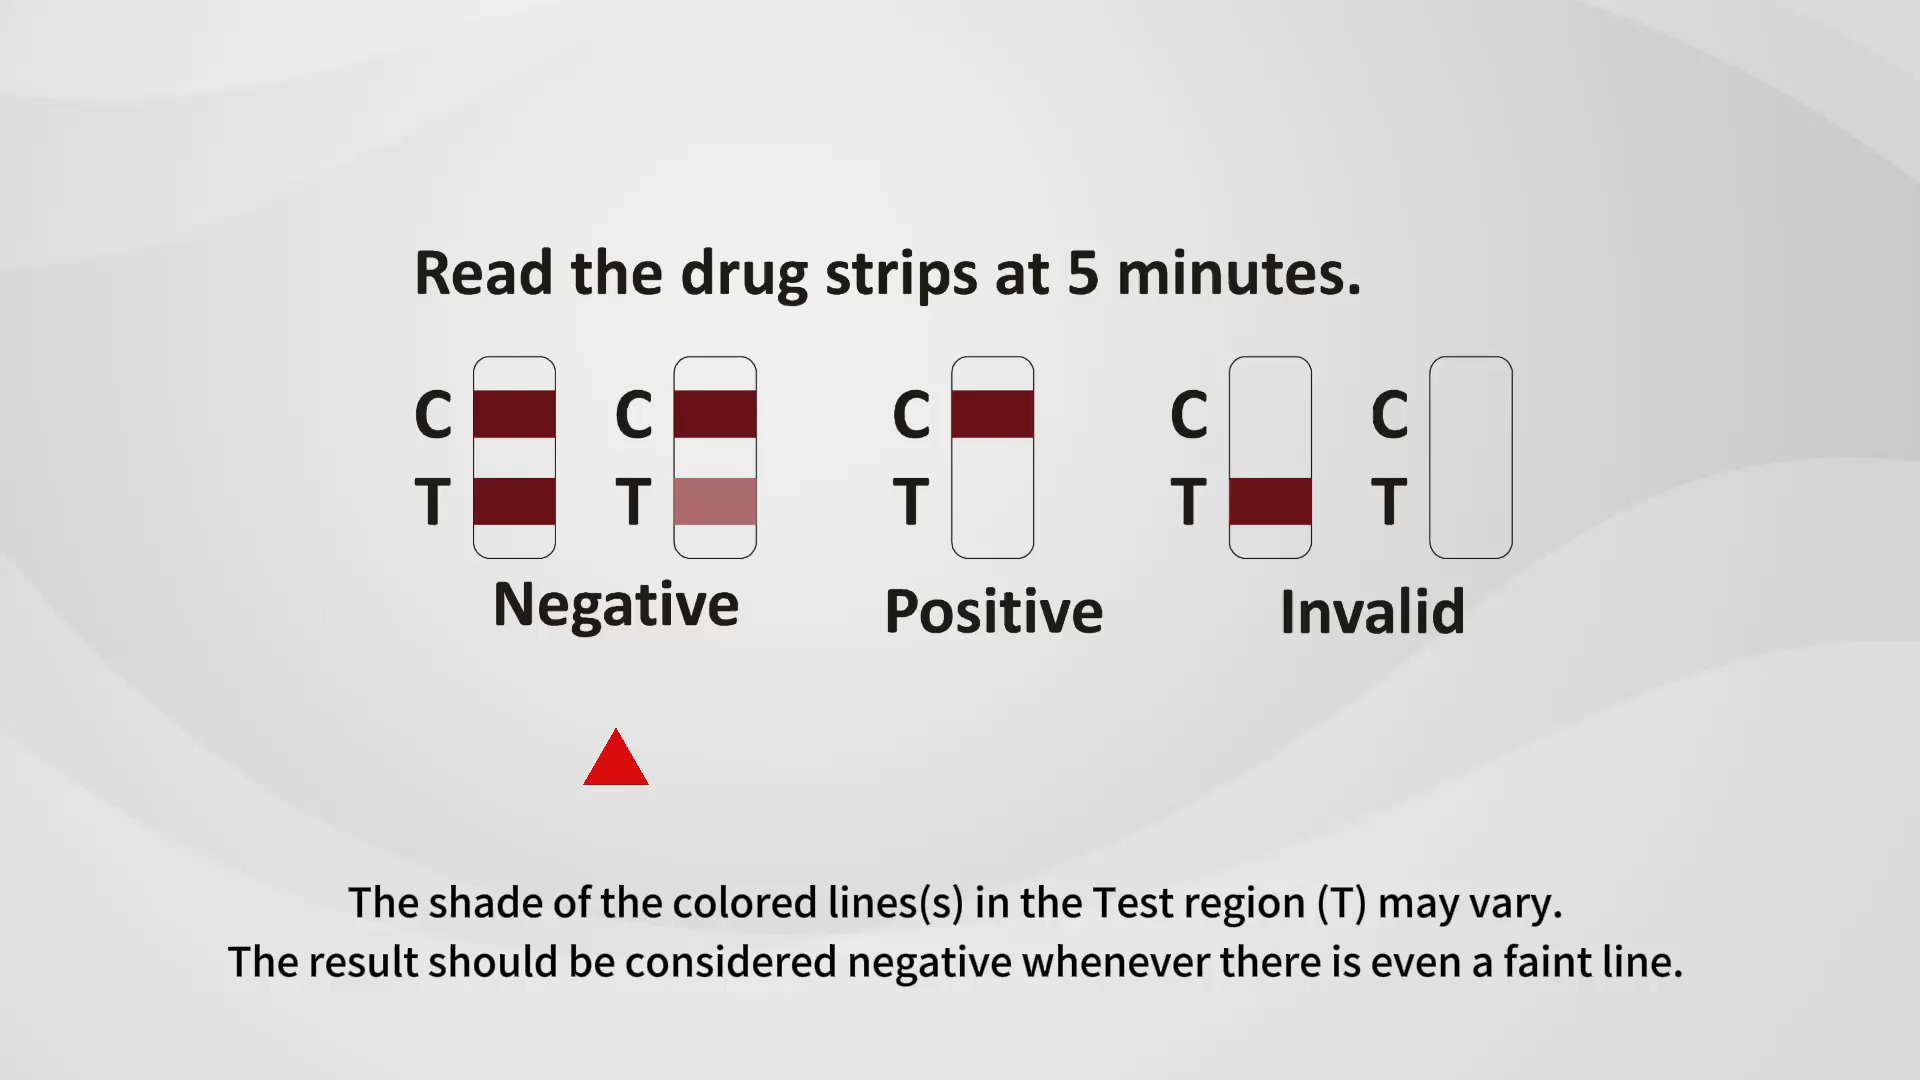 Read the drug strips at 5 minutes.
C C C C C
T T T T T
Negative Positive Invalid
The shade of the colored lines(s) in the Test region (T) may vary.
The result should be considered negative whenever there is even a faint line.